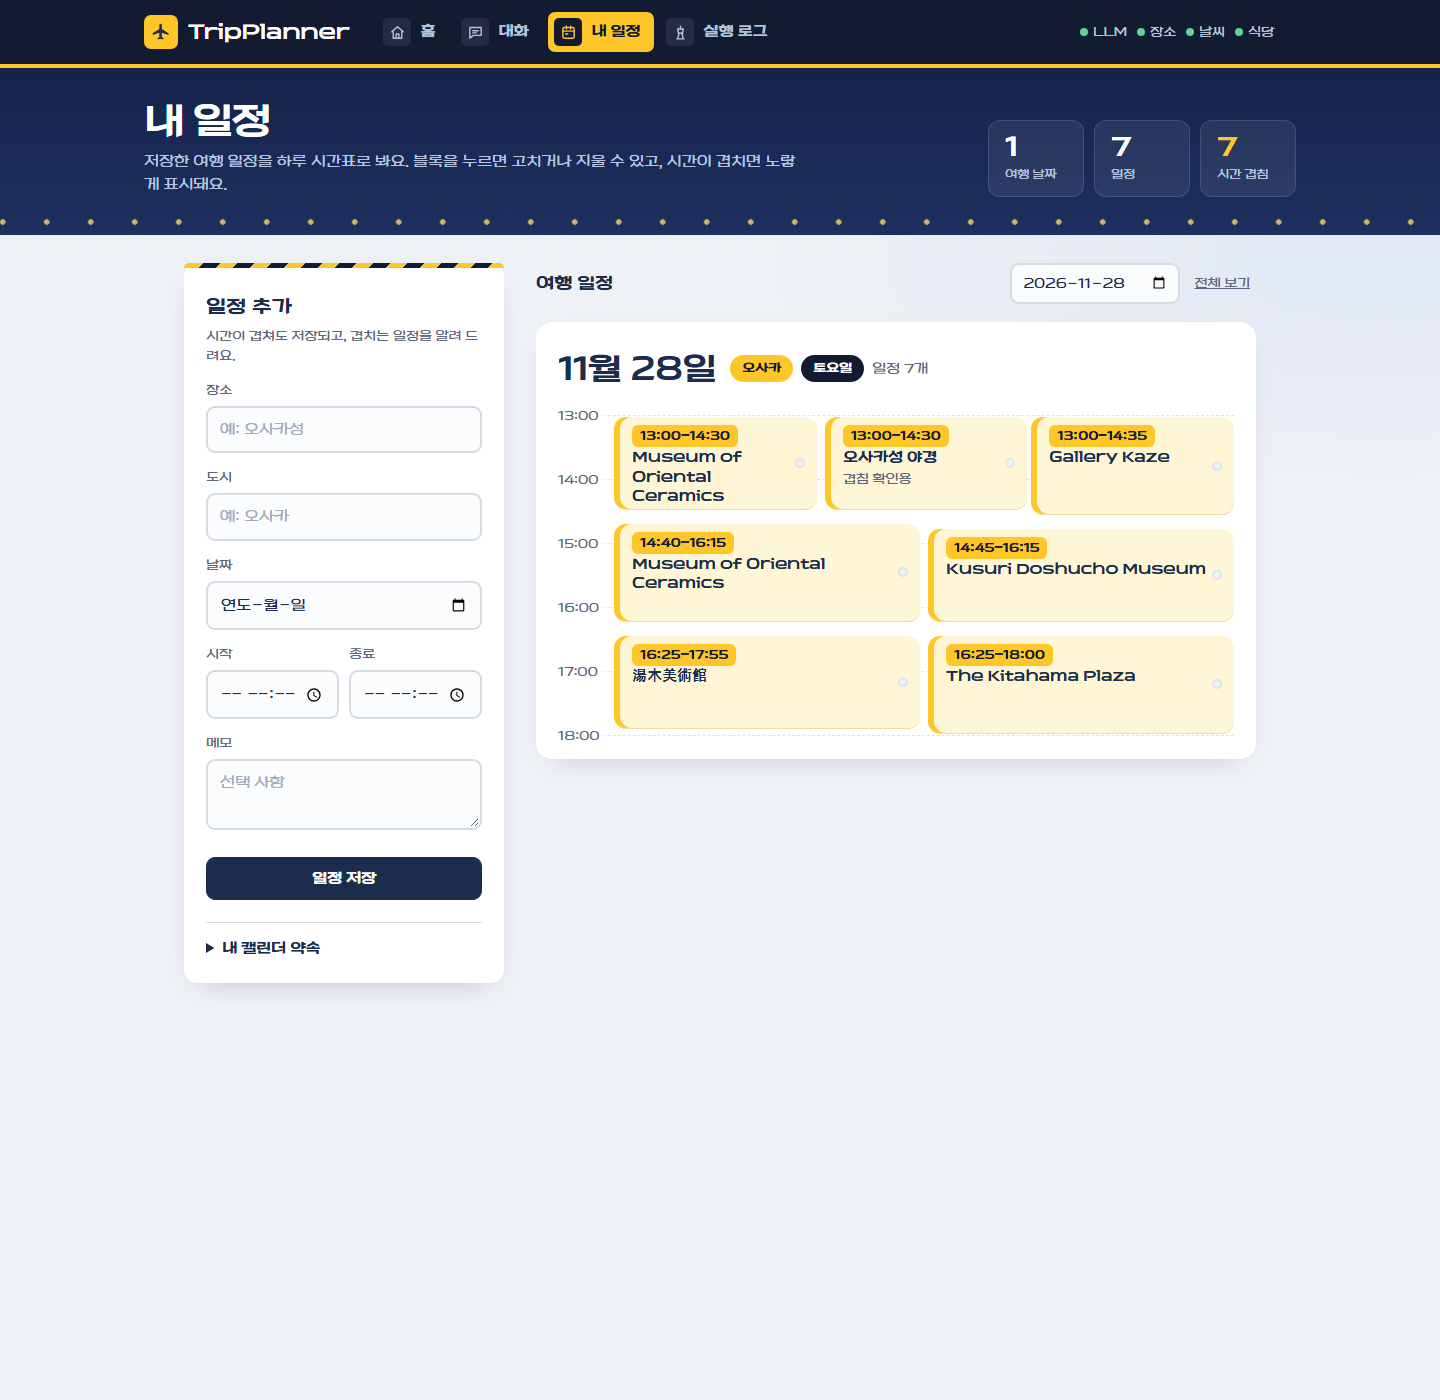 TripPlanner
홈
대화
내 일정
실행 로그
LLM
장소
날씨
식당
내 일정
저장한 여행 일정을 하루 시간표로 봐요. 블록을 누르면 고치거나 지울 수 있고, 시간이 겹치면 노랗
게 표시돼요.
1
여행 날짜
7
일정
7
시간 겹침
일정 추가
시간이 겹쳐도 저장되고, 겹치는 일정을 알려 드
려요.
장소
예: 오사카성
도시
예: 오사카
날짜
연도-월-일
시작
종료
-- --:--
-- --:--
메모
선택 사항
일정 저장
▶ 내 캘린더 약속
여행 일정
2026-11-28
전체 보기
11월 28일
오사카
토요일
일정 7개
13:00
14:00
15:00
16:00
17:00
18:00
13:00–14:30
Museum of
Oriental
Ceramics
13:00–14:30
오사카성 야경
겹침 확인용
13:00–14:35
Gallery Kaze
14:40–16:15
Museum of Oriental
Ceramics
14:45–16:15
Kusuri Doshucho Museum
16:25–17:55
湯木美術館
16:25–18:00
The Kitahama Plaza